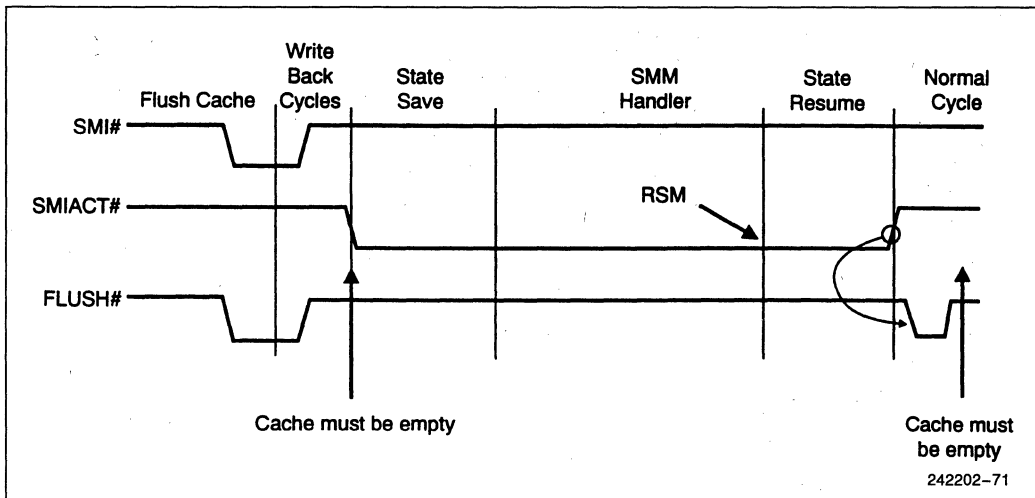 Flush Cache
Write
Back
Cycles
State
Save
SMM
Handler
State
Resume
Normal
Cycle
SMI#
SMIACT#
RSM
FLUSH#
Cache must be empty
Cache must
be empty
242202-71